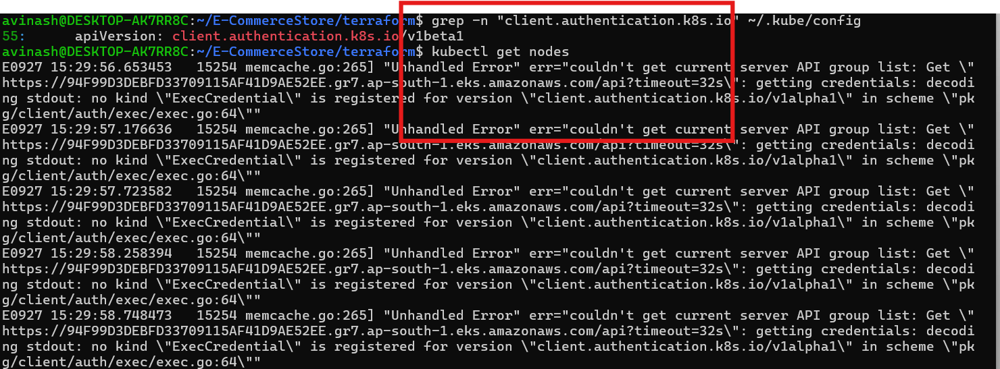 avinash@DESKTOP-AK7RR8C:~/E-CommerceStore/terraform$ grep -n "client.authentication.k8s.io" ~/.kube/config
55:      apiVersion: client.authentication.k8s.io/v1beta1
avinash@DESKTOP-AK7RR8C:~/E-CommerceStore/terraform$ kubectl get nodes
E0927 15:29:56.653453   15254 memcache.go:265] "Unhandled Error" err="couldn't get current server API group list: Get \"
https://94F99D3DEBFD33709115AF41D9AE52EE.gr7.ap-south-1.eks.amazonaws.com/api?timeout=32s\": getting credentials: decodi
ng stdout: no kind \"ExecCredential\" is registered for version \"client.authentication.k8s.io/v1alpha1\" in scheme \"pk
g/client/auth/exec/exec.go:64\""
E0927 15:29:57.176636   15254 memcache.go:265] "Unhandled Error" err="couldn't get current server API group list: Get \"
https://94F99D3DEBFD33709115AF41D9AE52EE.gr7.ap-south-1.eks.amazonaws.com/api?timeout=32s\": getting credentials: decodi
ng stdout: no kind \"ExecCredential\" is registered for version \"client.authentication.k8s.io/v1alpha1\" in scheme \"pk
g/client/auth/exec/exec.go:64\""
E0927 15:29:57.723582   15254 memcache.go:265] "Unhandled Error" err="couldn't get current server API group list: Get \"
https://94F99D3DEBFD33709115AF41D9AE52EE.gr7.ap-south-1.eks.amazonaws.com/api?timeout=32s\": getting credentials: decodi
ng stdout: no kind \"ExecCredential\" is registered for version \"client.authentication.k8s.io/v1alpha1\" in scheme \"pk
g/client/auth/exec/exec.go:64\""
E0927 15:29:58.258394   15254 memcache.go:265] "Unhandled Error" err="couldn't get current server API group list: Get \"
https://94F99D3DEBFD33709115AF41D9AE52EE.gr7.ap-south-1.eks.amazonaws.com/api?timeout=32s\": getting credentials: decodi
ng stdout: no kind \"ExecCredential\" is registered for version \"client.authentication.k8s.io/v1alpha1\" in scheme \"pk
g/client/auth/exec/exec.go:64\""
E0927 15:29:58.748473   15254 memcache.go:265] "Unhandled Error" err="couldn't get current server API group list: Get \"
https://94F99D3DEBFD33709115AF41D9AE52EE.gr7.ap-south-1.eks.amazonaws.com/api?timeout=32s\": getting credentials: decodi
ng stdout: no kind \"ExecCredential\" is registered for version \"client.authentication.k8s.io/v1alpha1\" in scheme \"pk
g/client/auth/exec/exec.go:64\""